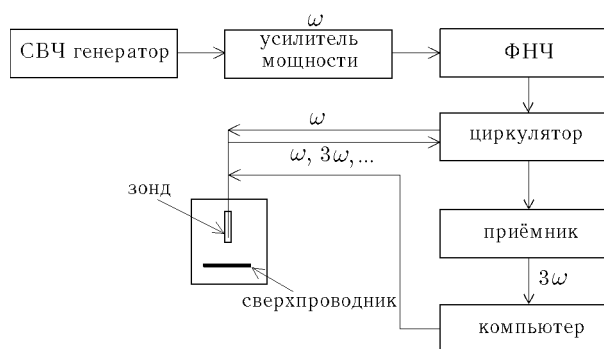 ω
СВЧ генератор
усилитель
мощности
ФНЧ
ω
циркулятор
ω, 3ω,...
зонд
приёмник
3ω
сверхпроводник
компьютер